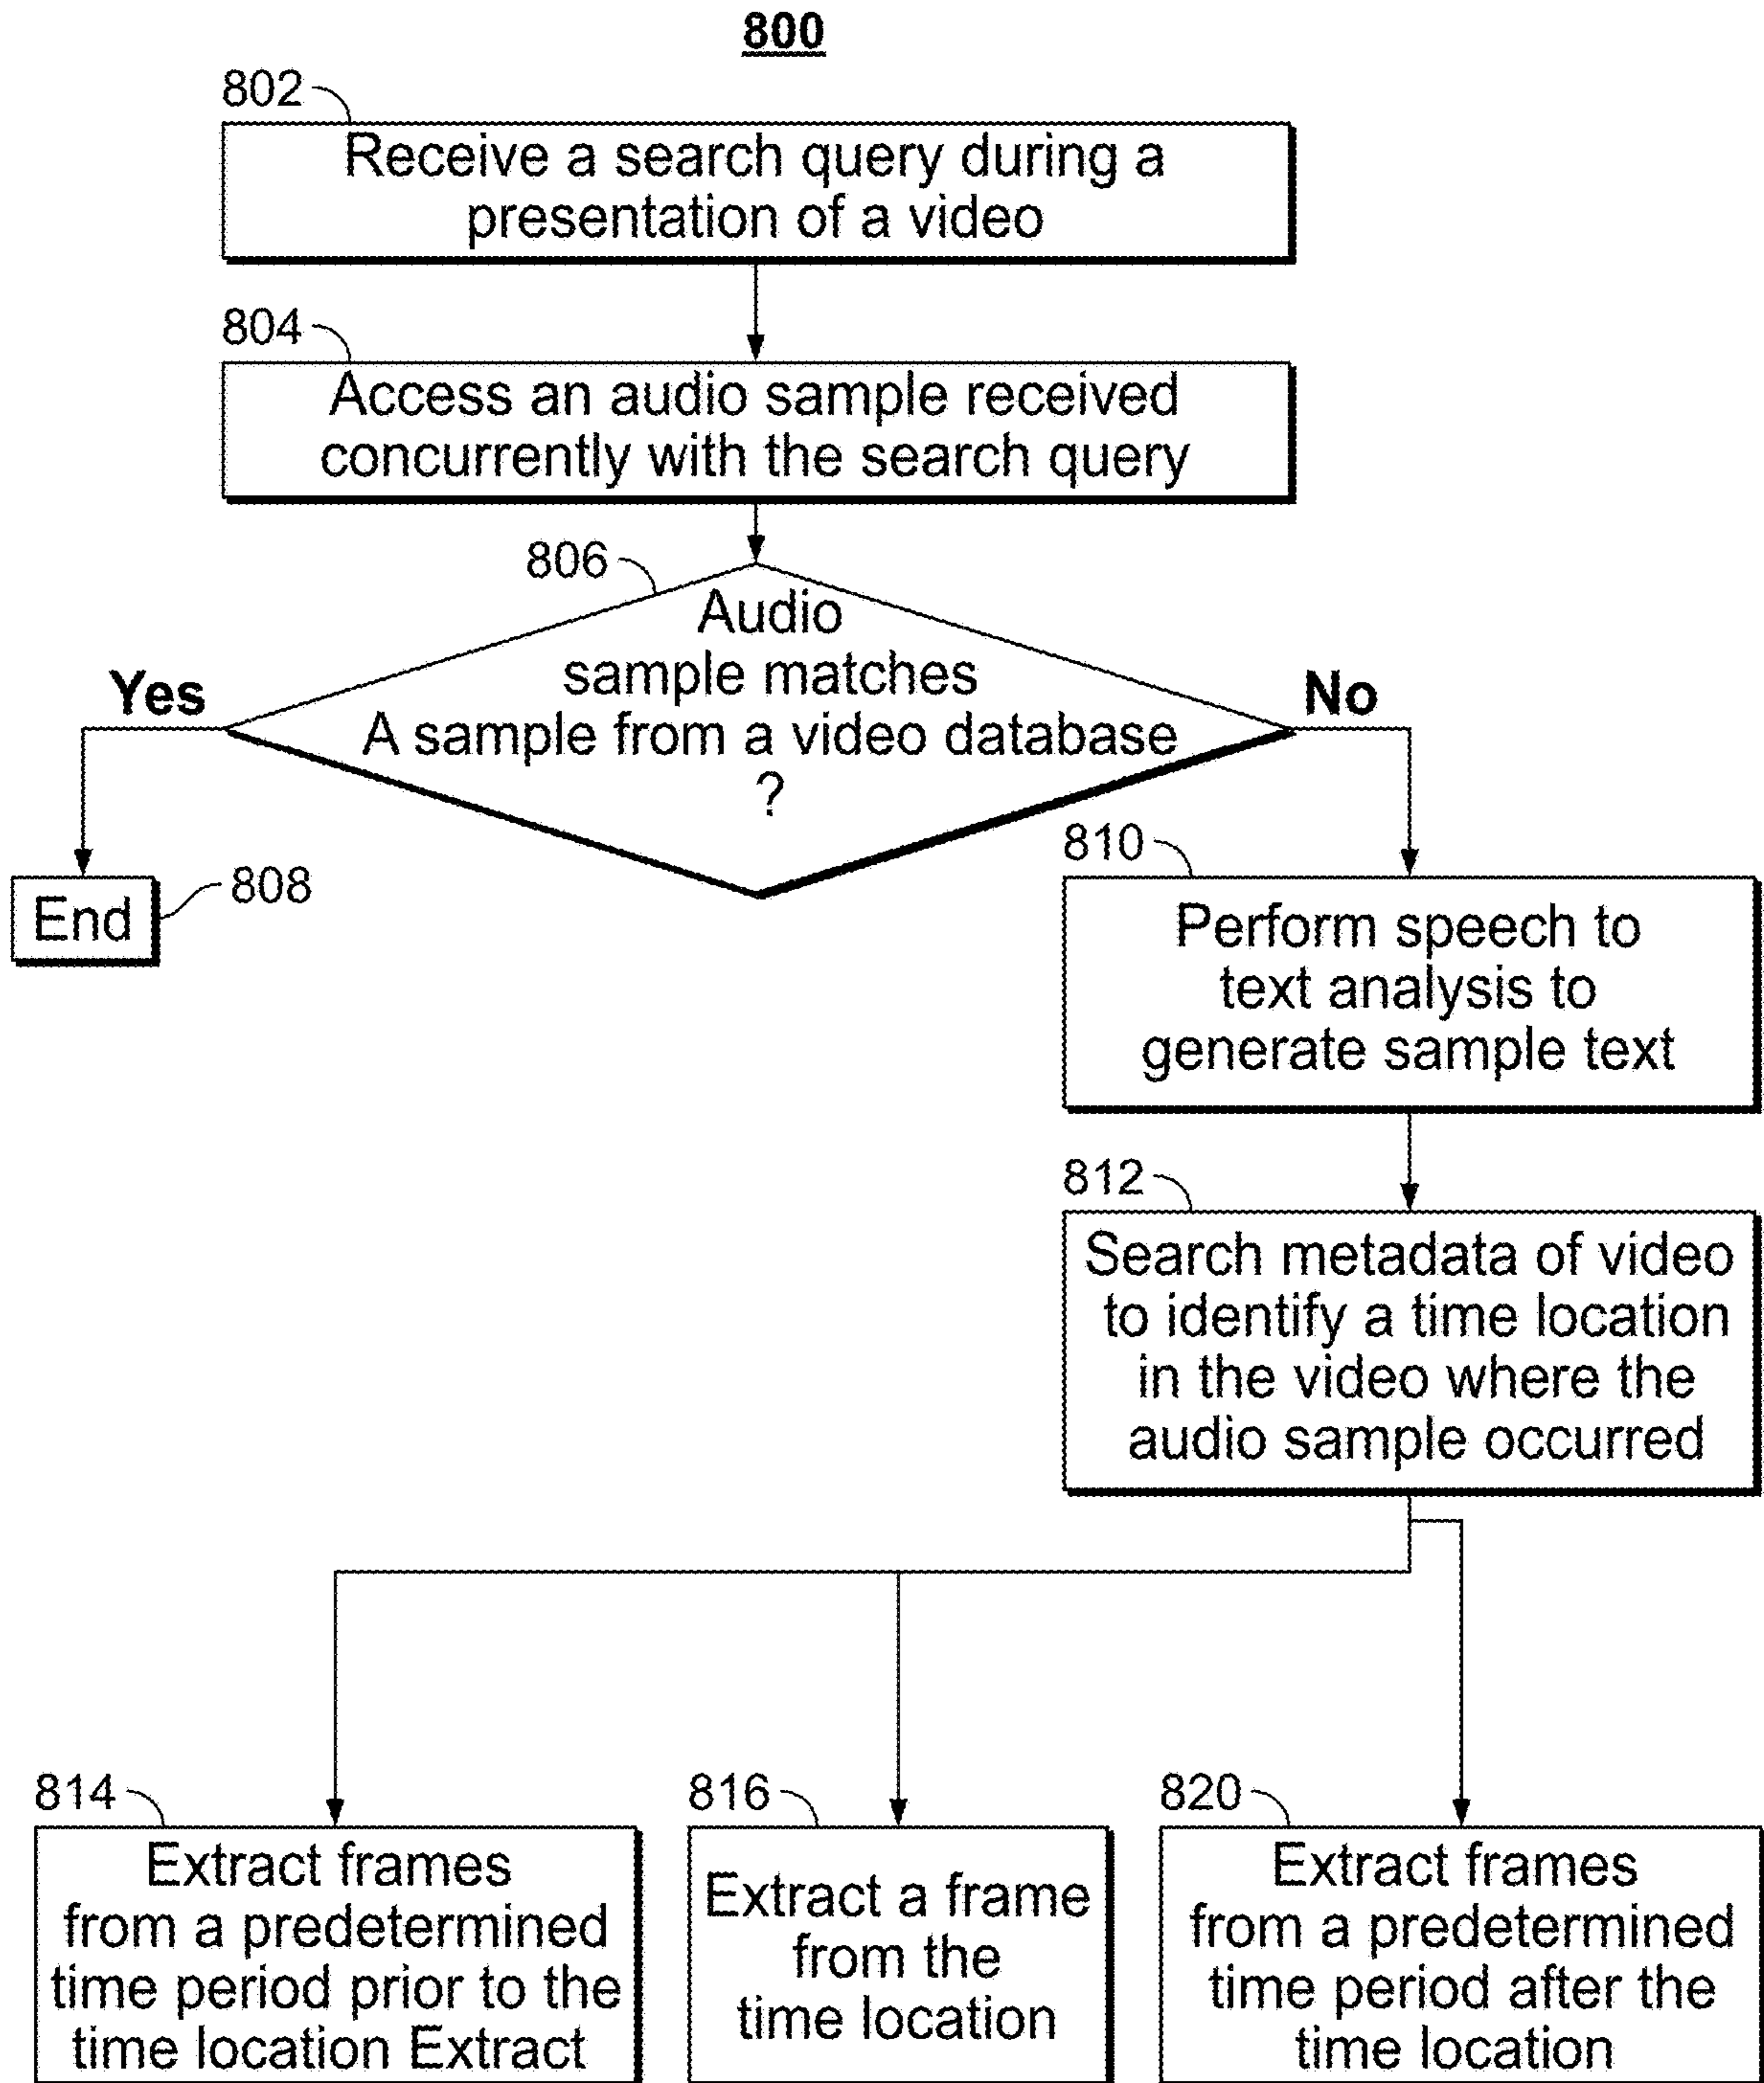 800
802
Receive a search query during a
presentation of a video
804
Access an audio sample received
concurrently with the search query
806
Audio
sample matches
A sample from a video database
?
Yes
No
End
808
810
Perform speech to
text analysis to
generate sample text
812
Search metadata of video
to identify a time location
in the video where the
audio sample occurred
814
Extract frames
from a predetermined
time period prior to the
time location Extract
816
Extract a frame
from the
time location
820
Extract frames
from a predetermined
time period after the
time location